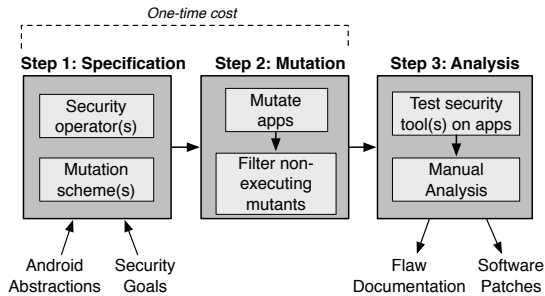 One-time cost
Step 1: Specification
Step 2: Mutation
Step 3: Analysis
Security
operator(s)
Mutation
scheme(s)
Mutate
apps
Filter non-
executing
mutants
Test security
tool(s) on apps
Manual
Analysis
Android
Abstractions
Security
Goals
Flaw
Documentation
Software
Patches